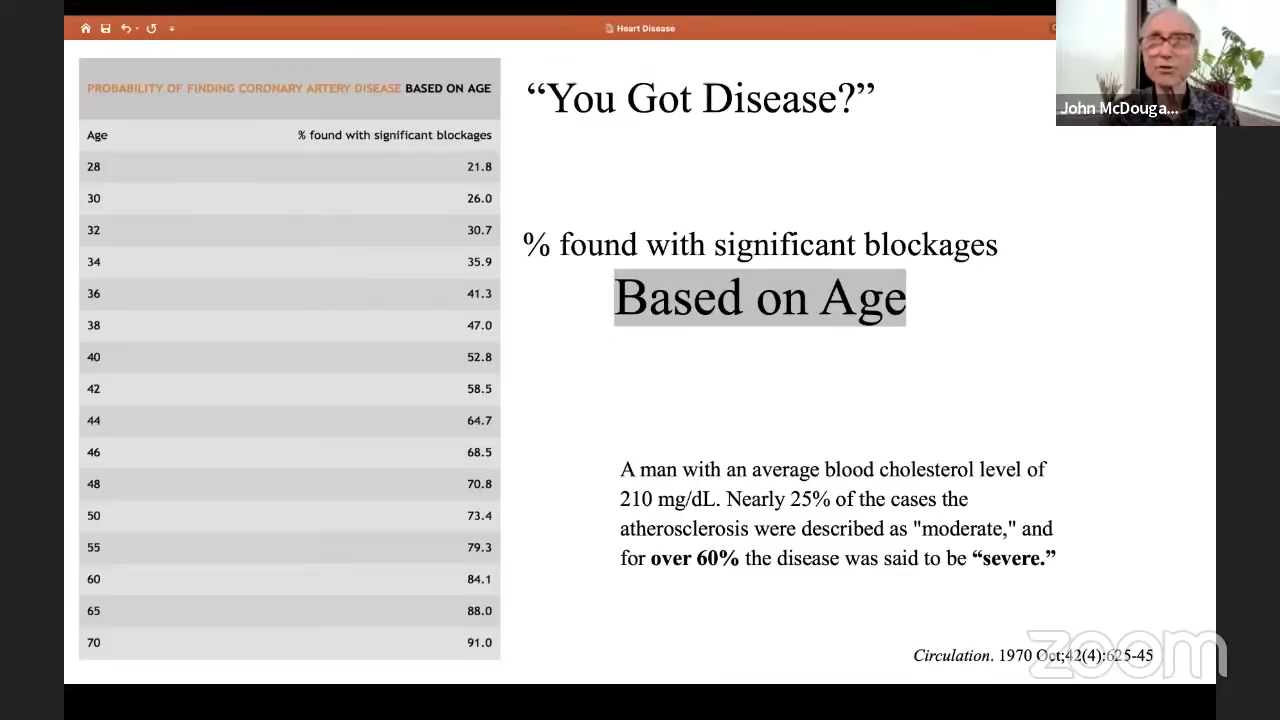 Heart Disease
John McDouga...
PROBABILITY OF FINDING CORONARY ARTERY DISEASE BASED ON AGE
Age % found with significant blockages
28 21.8
30 26.0
32 30.7
34 35.9
36 41.3
38 47.0
40 52.8
42 58.5
44 64.7
46 68.5
48 70.8
50 73.4
55 79.3
60 84.1
65 88.0
70 91.0
“You Got Disease?”
% found with significant blockages
Based on Age
A man with an average blood cholesterol level of
210 mg/dL. Nearly 25% of the cases the
atherosclerosis were described as "moderate," and
for over 60% the disease was said to be “severe.”
Circulation. 1970 Oct;42(4):625-45
zoom